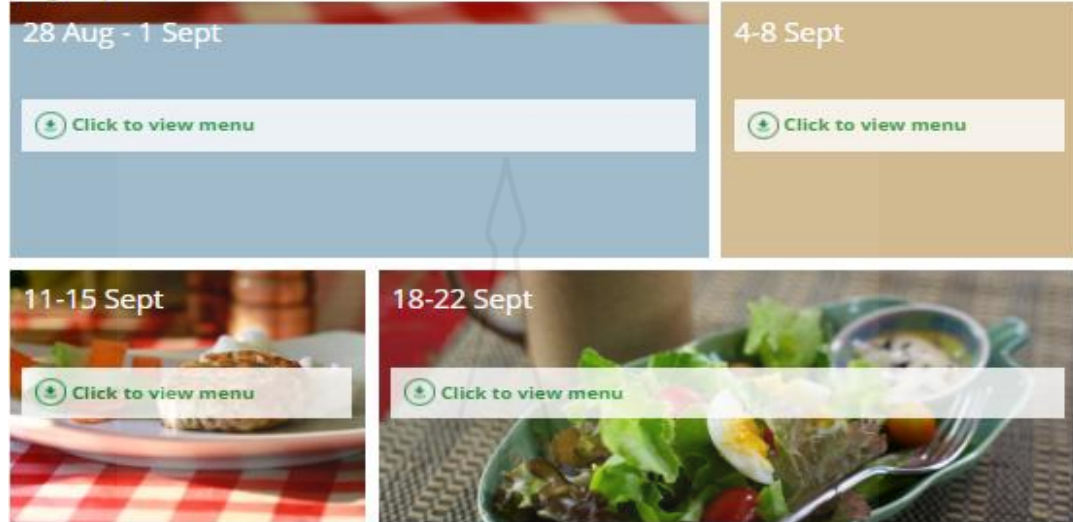 28 Aug - 1 Sept
4-8 Sept
Click to view menu
Click to view menu
11-15 Sept
18-22 Sept
Click to view menu
Click to view menu